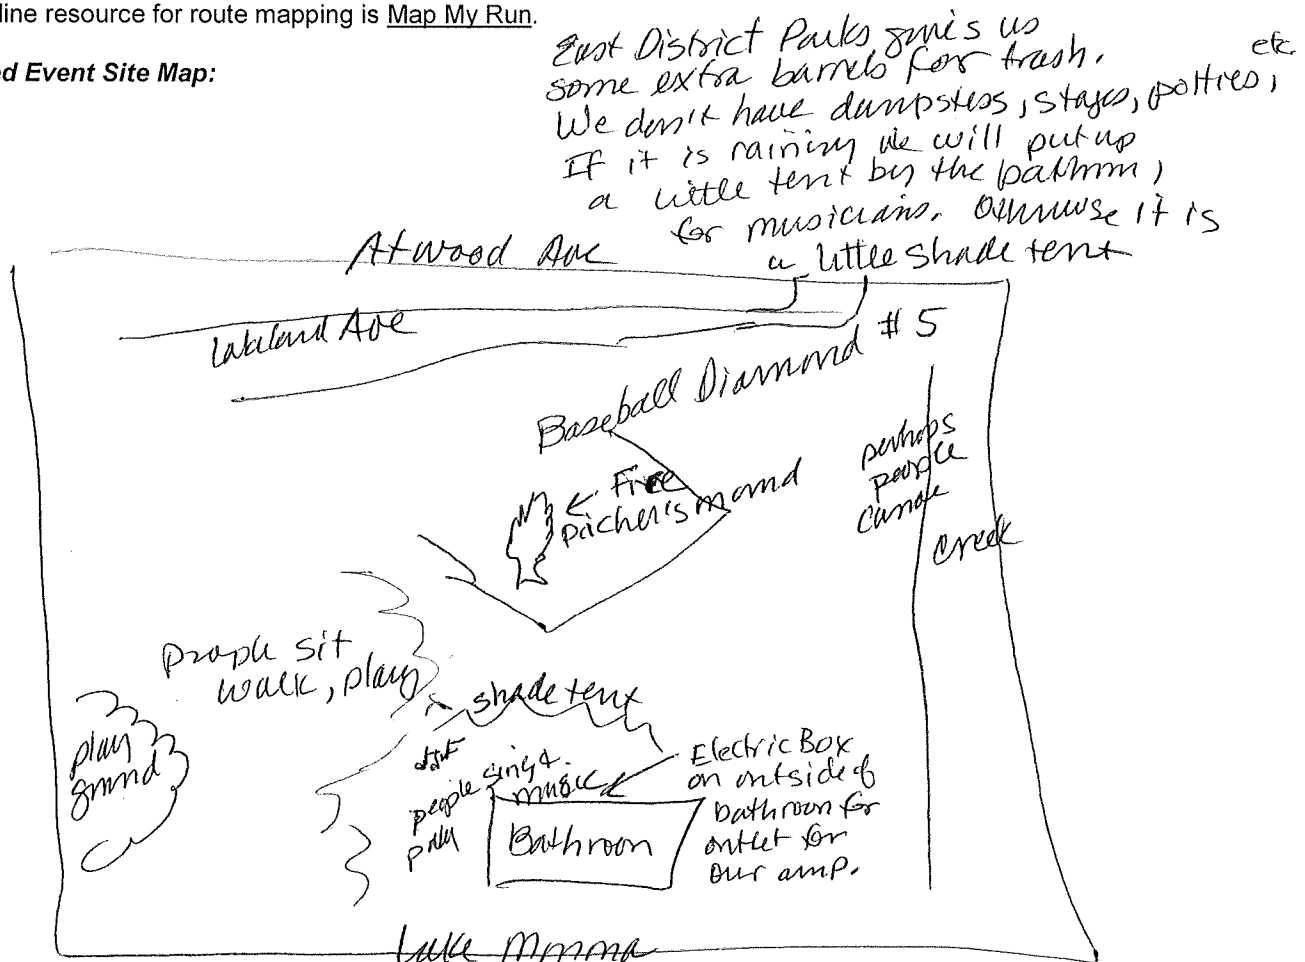 line resource for route mapping is Map My Run.
ed Event Site Map:
East District Parks gives us
some extra barrels for trash.
We don't have dumpsters, stages, potties, etc.
If it is raining we will put up
a little tent by the bathrm,
for musicians. Otherwise it is
a little shade tent
Atwood Ave
Lakeland Ave
Baseball Diamond #5
← Fire
picher's mound
perhaps
people
canoe
creek
people sit
walk, play
shade tent
play
ground
people sing &
play
music
Electric Box
on outside of
bathroom for
outlet for
our amp.
Bathroom
Lake Monona